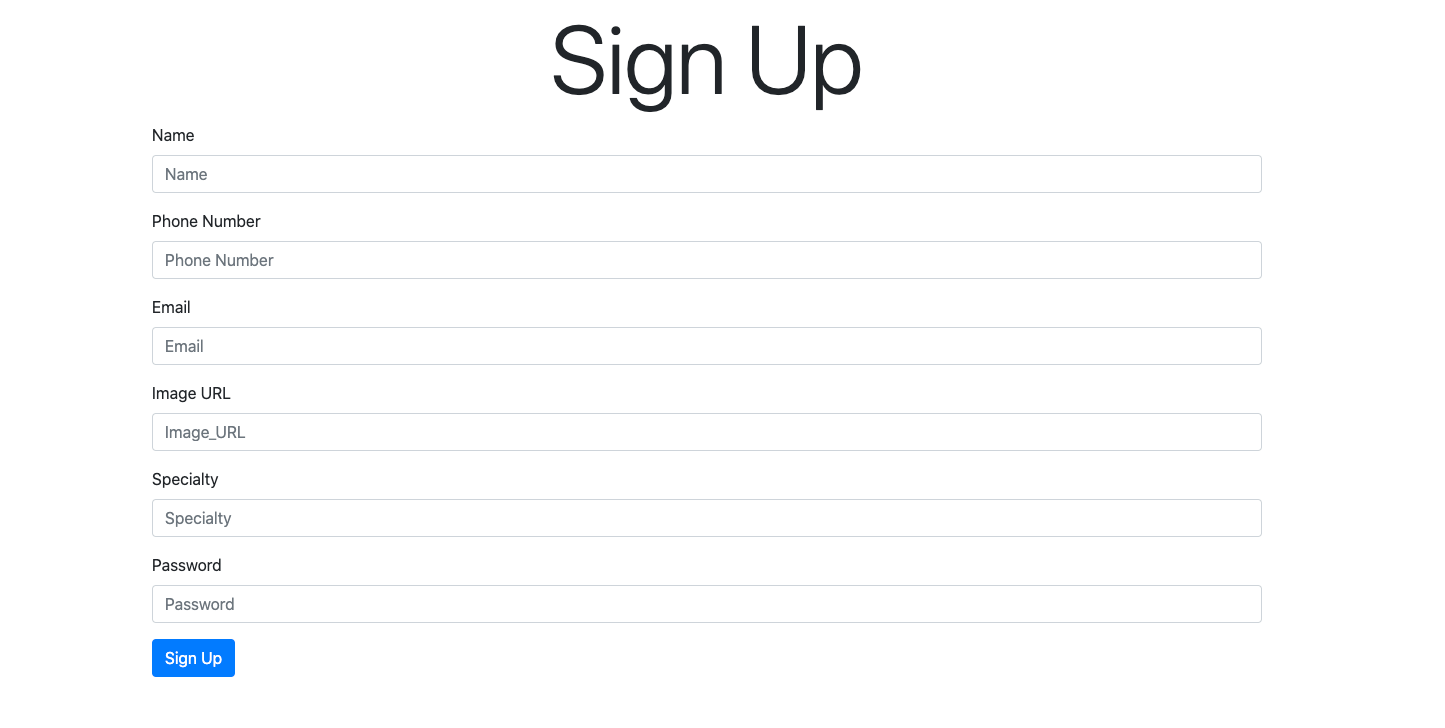 Sign Up
Name
Name
Phone Number
Phone Number
Email
Email
Image URL
Image_URL
Specialty
Specialty
Password
Password
Sign Up